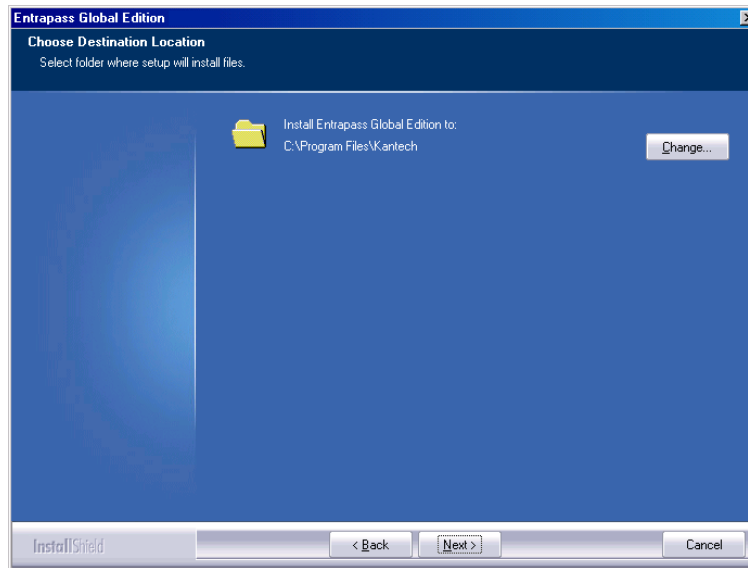 Entrapass Global Edition
Choose Destination Location
Select folder where setup will install files.
Install Entrapass Global Edition to:
C:\Program Files\Kantech
Change...
InstallShield
< Back
Next >
Cancel